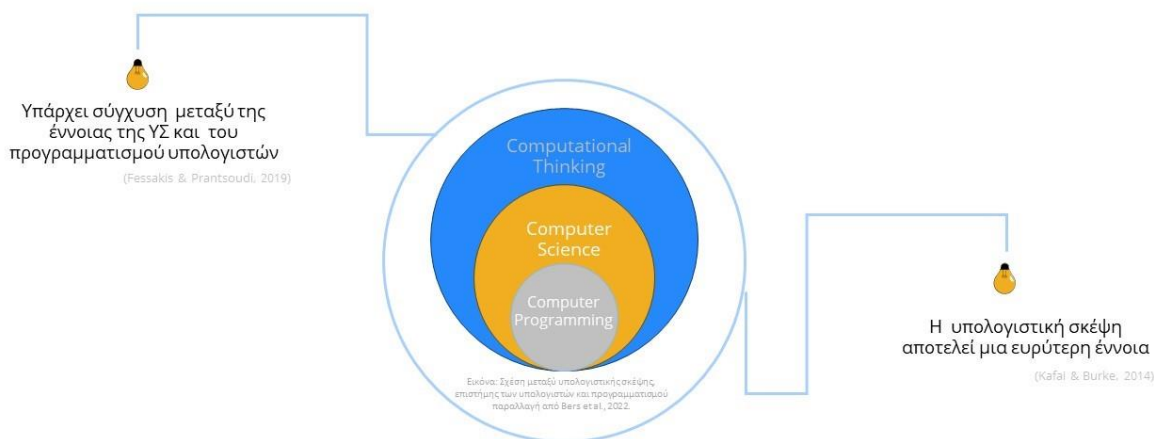 Υπάρχει σύγχυση μεταξύ της
έννοιας της ΥΣ και του
προγραμματισμού υπολογιστών
(Fessakis & Prantsoudi, 2019)
Computational
Thinking
Computer
Science
Computer
Programming
Εικόνα: Σχέση μεταξύ υπολογιστικής σκέψης,
επιστήμης των υπολογιστών και προγραμματισμού
παραλλαγή από Bers et al., 2022.
Η υπολογιστική σκέψη
αποτελεί μια ευρύτερη έννοια
(Kafai & Burke, 2014)